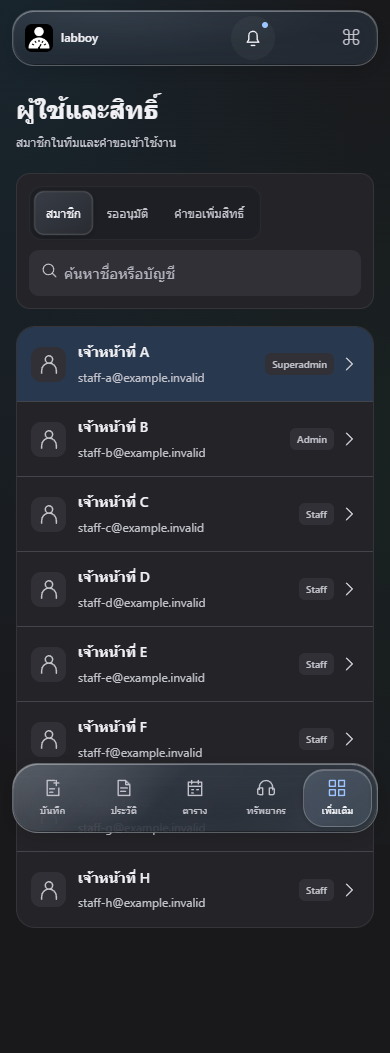 labboy
ผู้ใช้และสิทธิ์
สมาชิกในทีมและคำขอเข้าใช้งาน
สมาชิก รออนุมัติ คำขอเพิ่มสิทธิ์
ค้นหาชื่อหรือบัญชี
เจ้าหน้าที่ A
staff-a@example.invalid
Superadmin
เจ้าหน้าที่ B
staff-b@example.invalid
Admin
เจ้าหน้าที่ C
staff-c@example.invalid
Staff
เจ้าหน้าที่ D
staff-d@example.invalid
Staff
เจ้าหน้าที่ E
staff-e@example.invalid
Staff
เจ้าหน้าที่ F
staff-f@example.invalid
Staff
บันทึก ประวัติ ตาราง ทรัพยากร เพิ่มเติม
staff-g@example.invalid
เจ้าหน้าที่ H
staff-h@example.invalid
Staff